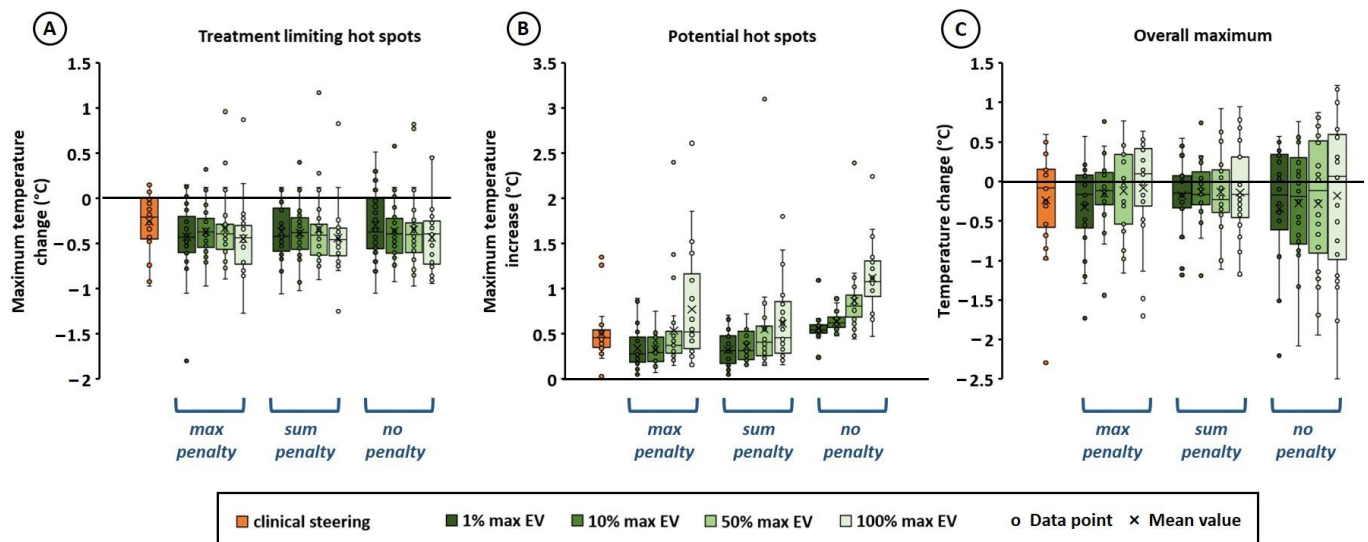 A
Treatment limiting hot spots
Maximum temperature
change (°C)
1.5
1
0.5
0
−0.5
−1
−1.5
−2
max
penalty
sum
penalty
no
penalty
B
Potential hot spots
Maximum temperature
increase (°C)
3.5
3
2.5
2
1.5
1
0.5
0
max
penalty
sum
penalty
no
penalty
C
Overall maximum
Temperature change (°C)
1.5
1
0.5
0
−0.5
−1
−1.5
−2
−2.5
max
penalty
sum
penalty
no
penalty
clinical steering 1% max EV 10% max EV 50% max EV 100% max EV o Data point × Mean value